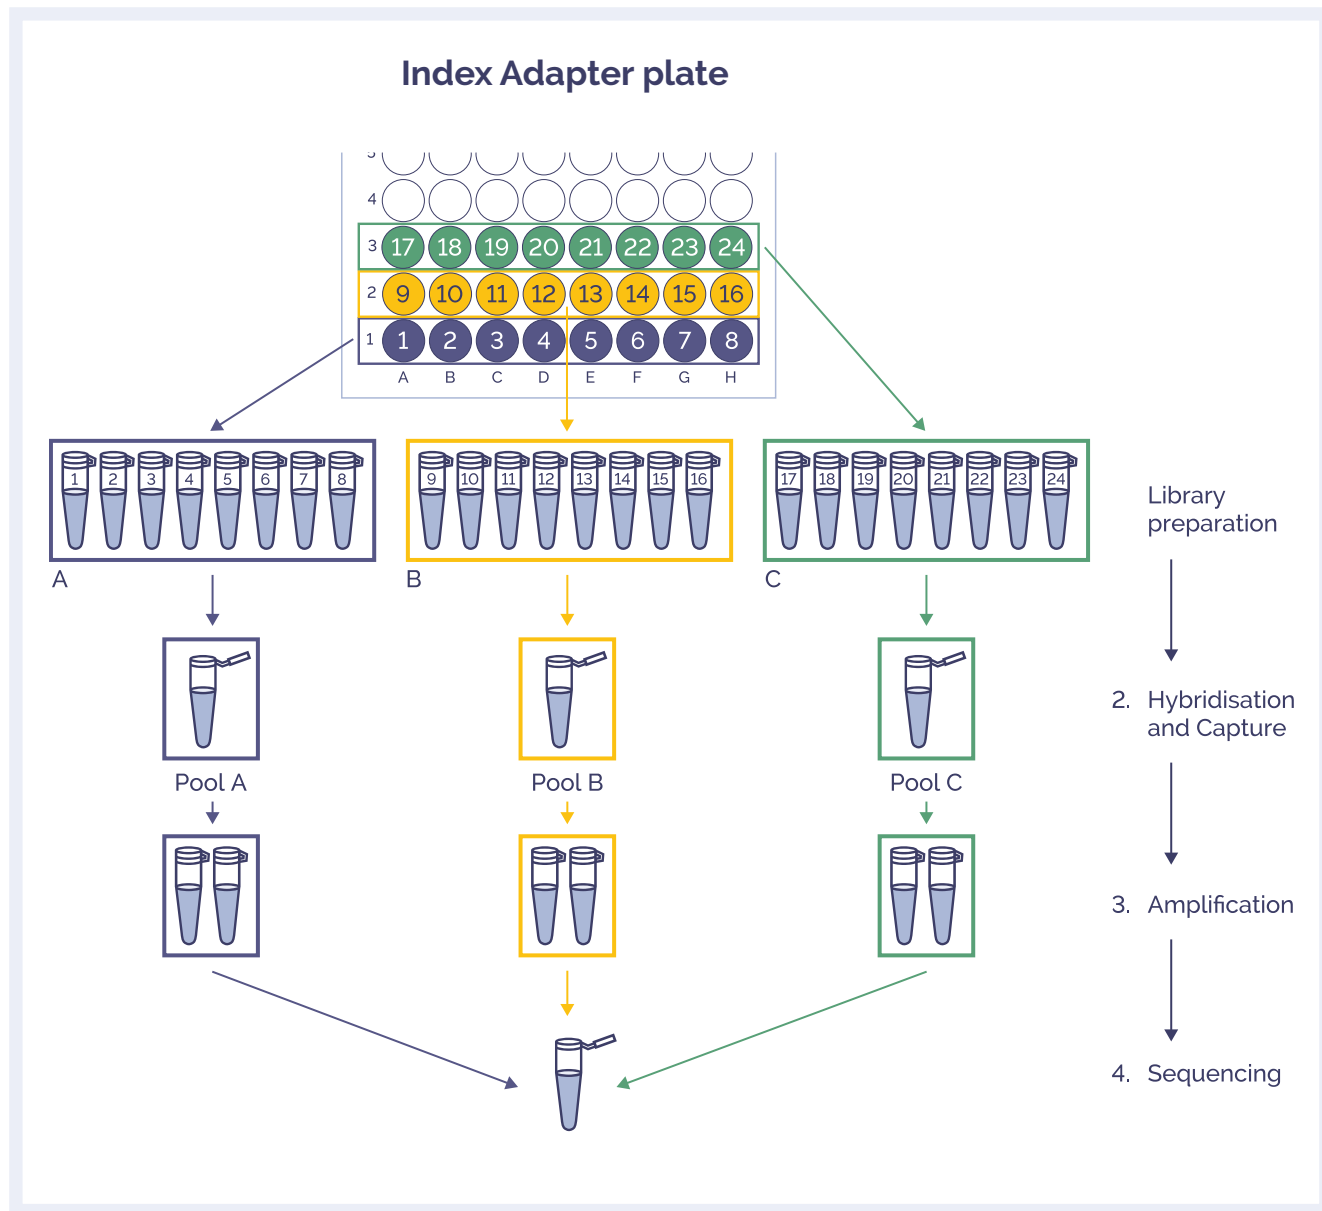 Index Adapter plate
5
4
3 17 18 19 20 21 22 23 24
2 9 10 11 12 13 14 15 16
1 1 2 3 4 5 6 7 8
A B C D E F G H
1 2 3 4 5 6 7 8
9 10 11 12 13 14 15 16
17 18 19 20 21 22 23 24
A
B
C
Library
preparation
2. Hybridisation
and Capture
Pool A
Pool B
Pool C
3. Amplification
4. Sequencing